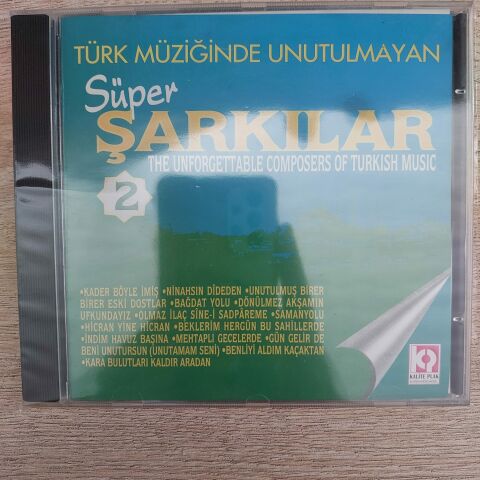 TÜRK MÜZİĞİNDE UNUTULMAYAN
Süper
ŞARKILAR
THE UNFORGETTABLE COMPOSERS OF TURKISH MUSIC
2
•KADER BÖYLE İMİŞ •NİNAHSIN DİDEDEN •UNUTULMUŞ BİRER
BİRER ESKİ DOSTLAR •BAĞDAT YOLU •DÖNÜLMEZ AKŞAMIN
UFKUNDAYIZ •OLMAZ İLAÇ SİNE-İ SADPÂREME •SAMANYOLU
•HİCRAN YİNE HİCRAN •BEKLERİM HERGÜN BU SAHİLLERDE
•İNDİM HAVUZ BAŞINA •MEHTAPLI GECELERDE •GÜN GELİR DE
BENİ UNUTURSUN (UNUTAMAM SENİ) •BENLİYİ ALDIM KAÇAKTAN
•KARA BULUTLARI KALDIR ARADAN
KALİTE PLAK